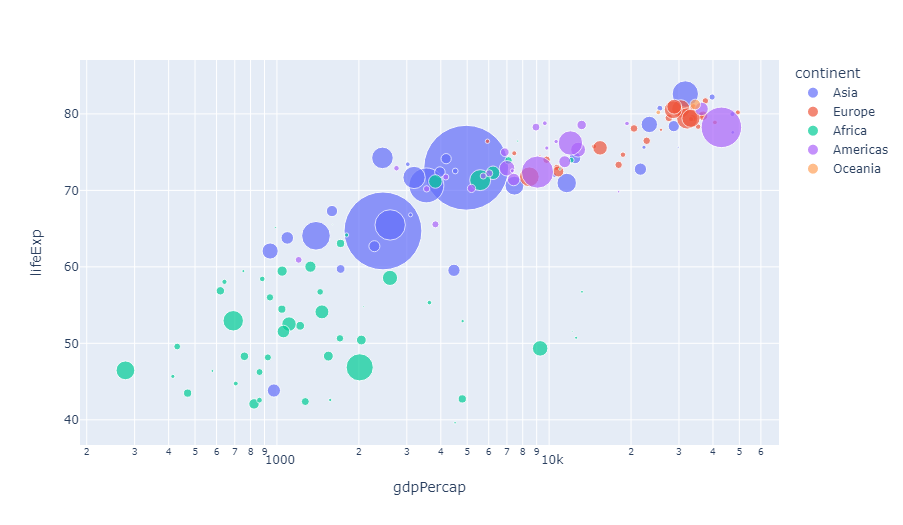 continent
Asia
Europe
Africa
Americas
Oceania
lifeExp
80
70
60
50
40
2 3 4 5 6 7 8 9 1000 2 3 4 5 6 7 8 9 10k 2 3 4 5 6
gdpPercap